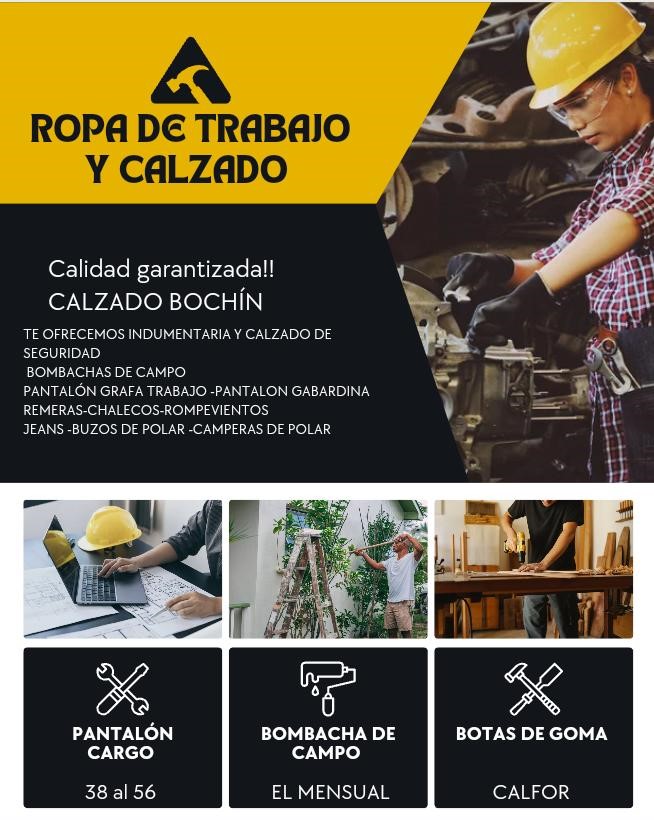 ROPA DE TRABAJO
Y CALZADO
Calidad garantizada!!
CALZADO BOCHÍN
TE OFRECEMOS INDUMENTARIA Y CALZADO DE
SEGURIDAD
BOMBACHAS DE CAMPO
PANTALÓN GRAFA TRABAJO -PANTALON GABARDINA
REMERAS-CHALECOS-ROMPEVIENTOS
JEANS -BUZOS DE POLAR -CAMPERAS DE POLAR
PANTALÓN
CARGO
38 al 56
BOMBACHA DE
CAMPO
EL MENSUAL
BOTAS DE GOMA
CALFOR